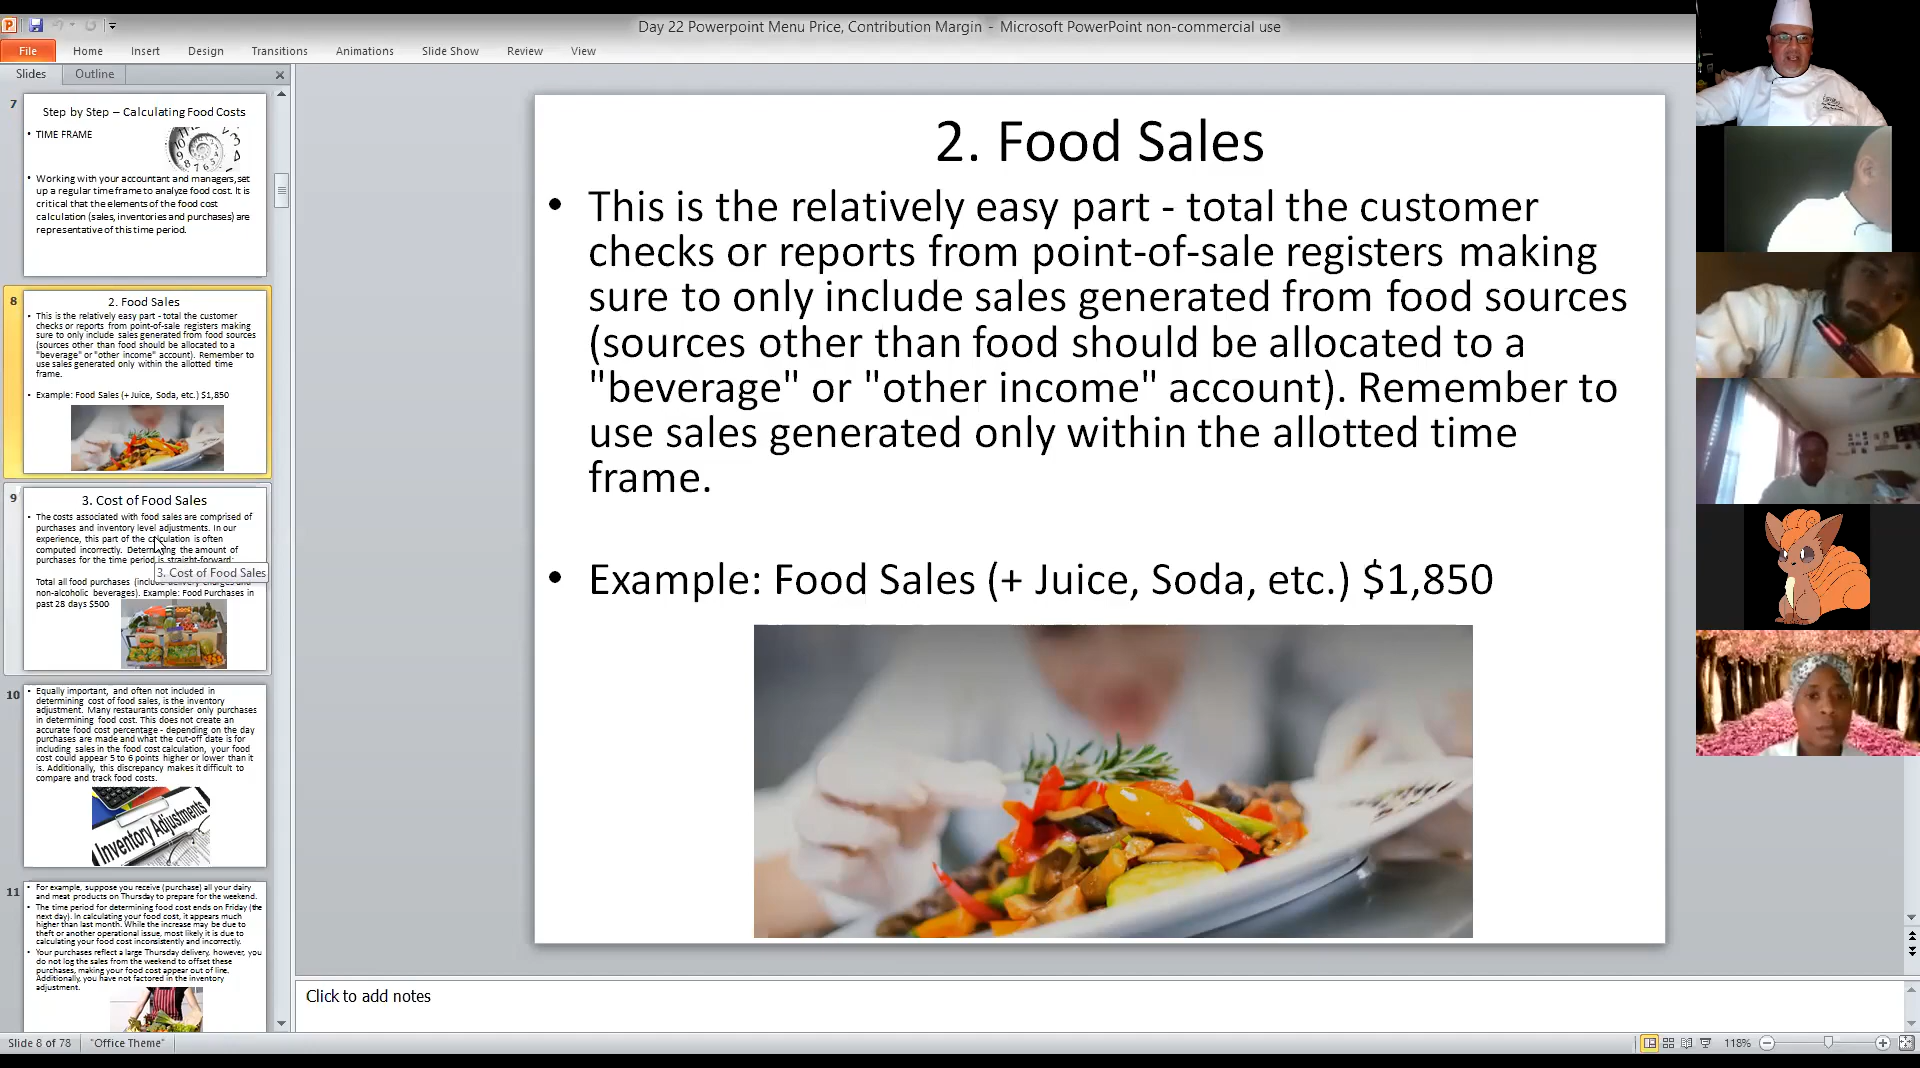 Day 22 Powerpoint Menu Price, Contribution Margin - Microsoft PowerPoint non-commercial use
File Home Insert Design Transitions Animations Slide Show Review View
Slides Outline
7
Step by Step – Calculating Food Costs
• TIME FRAME
• Working with your accountant and managers, set
up a regular time frame to analyze food cost. It is
critical that the elements of the food cost
calculation (sales, inventories and purchases) are
representative of this time period.
8
2. Food Sales
• This is the relatively easy part - total the customer
checks or reports from point-of-sale registers making
sure to only include sales generated from food sources
(sources other than food should be allocated to a
"beverage" or "other income" account). Remember to
use sales generated only within the allotted time
frame.
• Example: Food Sales (+ Juice, Soda, etc.) $1,850
9
3. Cost of Food Sales
• The costs associated with food sales are comprised of
purchases and inventory level adjustments. In our
experience, this part of the calculation is often
computed incorrectly. Determining the amount of
purchases for the time period is straight-forward:
3. Cost of Food Sales
Total all food purchases (include delivery charges and
non-alcoholic beverages). Example: Food Purchases in
past 28 days $500
10
• Equally important, and often not included in
determining cost of food sales, is the inventory
adjustment. Many restaurants consider only purchases
in determining food cost. This does not create an
accurate food cost percentage - depending on the day
purchases are made and what the cut-off date is for
including sales in the food cost calculation, your food
cost could appear 5 to 6 points higher or lower than it
is. Additionally, this discrepancy makes it difficult to
compare and track food costs.
Inventory Adjustments
11
• For example, suppose you receive (purchase) all your dairy
and meat products on Thursday to prepare for the weekend.
• The time period for determining food cost ends on Friday (the
next day). In calculating your food cost, it appears much
higher than last month. While the increase may be due to
theft or another operational issue, most likely it is due to
calculating your food cost inconsistently and incorrectly.
• Your purchases reflect a large Thursday delivery, however, you
do not log the sales from the weekend to offset these
purchases, making your food cost appear out of line.
Additionally, you have not factored in the inventory
adjustment.
2. Food Sales
• This is the relatively easy part - total the customer
checks or reports from point-of-sale registers making
sure to only include sales generated from food sources
(sources other than food should be allocated to a
"beverage" or "other income" account). Remember to
use sales generated only within the allotted time
frame.
• Example: Food Sales (+ Juice, Soda, etc.) $1,850
Click to add notes
Slide 8 of 78 "Office Theme" 118%